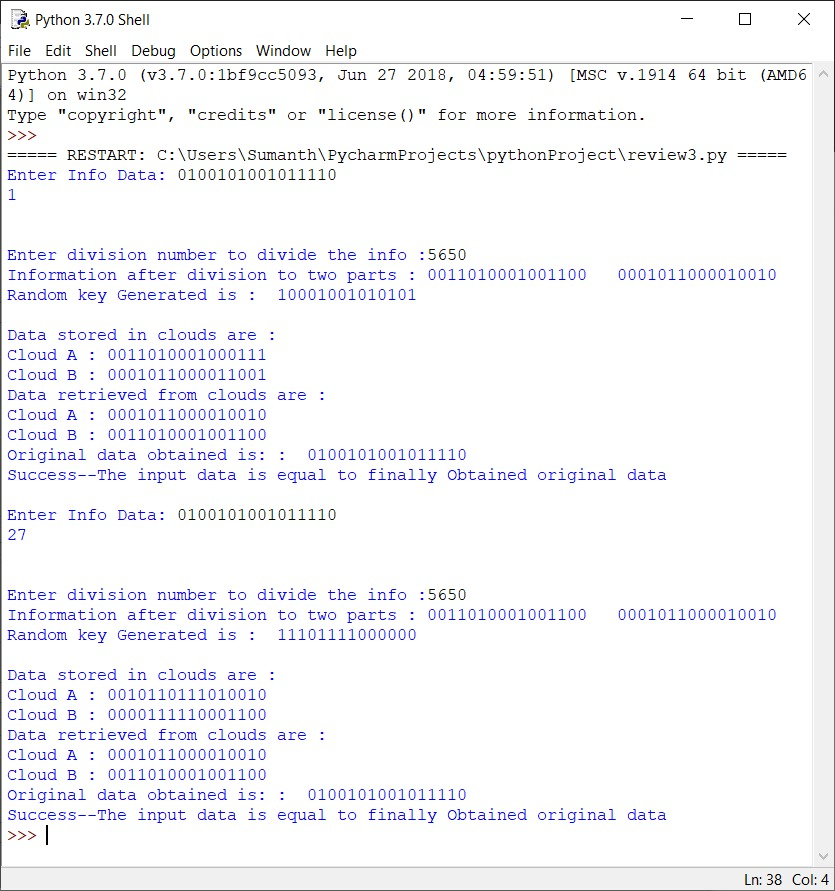 Python 3.7.0 Shell
File Edit Shell Debug Options Window Help
Python 3.7.0 (v3.7.0:1bf9cc5093, Jun 27 2018, 04:59:51) [MSC v.1914 64 bit (AMD6
4)] on win32
Type "copyright", "credits" or "license()" for more information.
>>>
===== RESTART: C:\Users\Sumanth\PycharmProjects\pythonProject\review3.py =====
Enter Info Data: 0100101001011110
1
Enter division number to divide the info :5650
Information after division to two parts : 0011010001001100   0001011000010010
Random key Generated is :  10001001010101
Data stored in clouds are :
Cloud A : 0011010001000111
Cloud B : 0001011000011001
Data retrieved from clouds are :
Cloud A : 0001011000010010
Cloud B : 0011010001001100
Original data obtained is: :  0100101001011110
Success--The input data is equal to finally Obtained original data
Enter Info Data: 0100101001011110
27
Enter division number to divide the info :5650
Information after division to two parts : 0011010001001100   0001011000010010
Random key Generated is :  11101111000000
Data stored in clouds are :
Cloud A : 0010110111010010
Cloud B : 0000111110001100
Data retrieved from clouds are :
Cloud A : 0001011000010010
Cloud B : 0011010001001100
Original data obtained is: :  0100101001011110
Success--The input data is equal to finally Obtained original data
>>>
Ln: 38 Col: 4